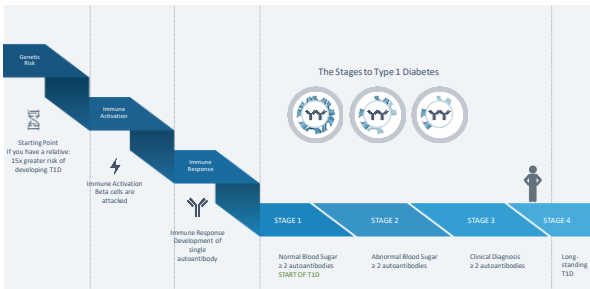 Genetic
Risk
Immune
Activation
The Stages to Type 1 Diabetes
Starting Point
If you have a relative:
15x greater risk of
developing T1D
Immune
Response
Immune Activation
Beta cells are
attacked
STAGE 1
STAGE 2
STAGE 3
STAGE 4
Immune Response
Development of
single
autoantibody
Normal Blood Sugar
≥ 2 autoantibodies
START OF T1D
Abnormal Blood Sugar
≥ 2 autoantibodies
Clinical Diagnosis
≥ 2 autoantibodies
Long-
standing
T1D